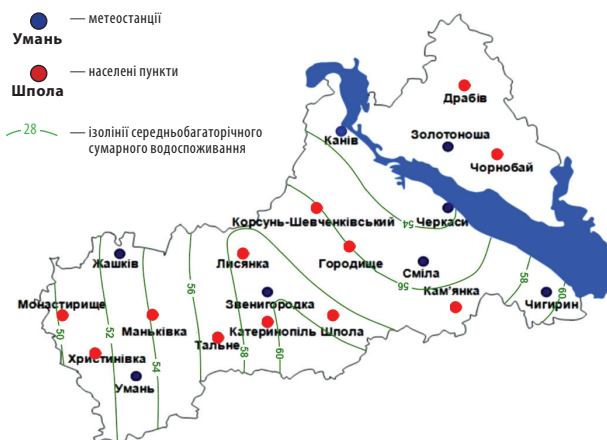 — метеостанції
Умань
— населені пункти
Шпола
28 — ізолінії середньобагаторічного
сумарного водоспоживання
Драбів
Канів
Золотоноша
Чорнобай
Корсунь-Шевченківський
54
Черкаси
Жашків
Лисянка
Городище
Сміла
56
56
58
60
Монастирище
Звенигородка
Кам'янка
Чигирин
50
52
Маньківка
Катеринопіль Шпола
Тальне
60
58
Христинівка
54
Умань